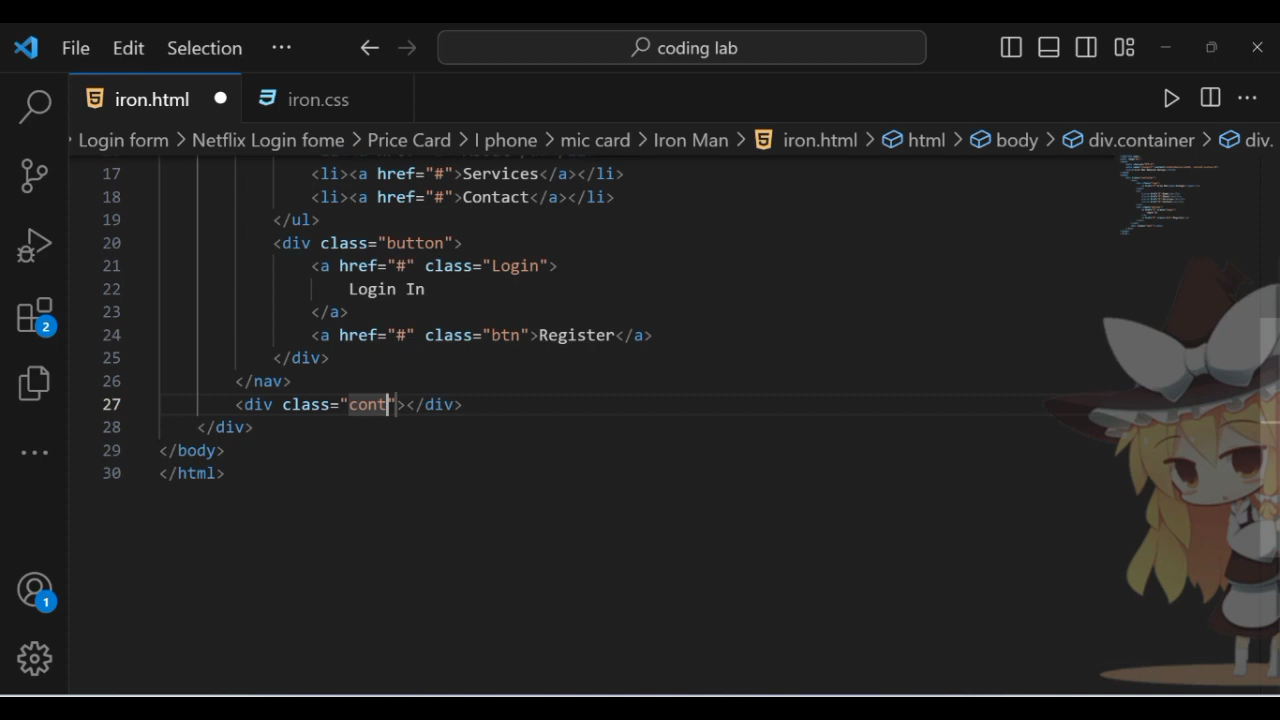 File Edit Selection ··· coding lab
iron.html iron.css
Login form > Netflix Login fome > Price Card > I phone > mic card > Iron Man > iron.html > html > body > div.container > div.
17 <li><a href="#">Services</a></li>
18 <li><a href="#">Contact</a></li>
19 </ul>
20 <div class="button">
21 <a href="#" class="Login">
22 Login In
23 </a>
24 <a href="#" class="btn">Register</a>
25 </div>
26 </nav>
27 <div class="cont"></div>
28 </div>
29 </body>
30 </html>
2
1